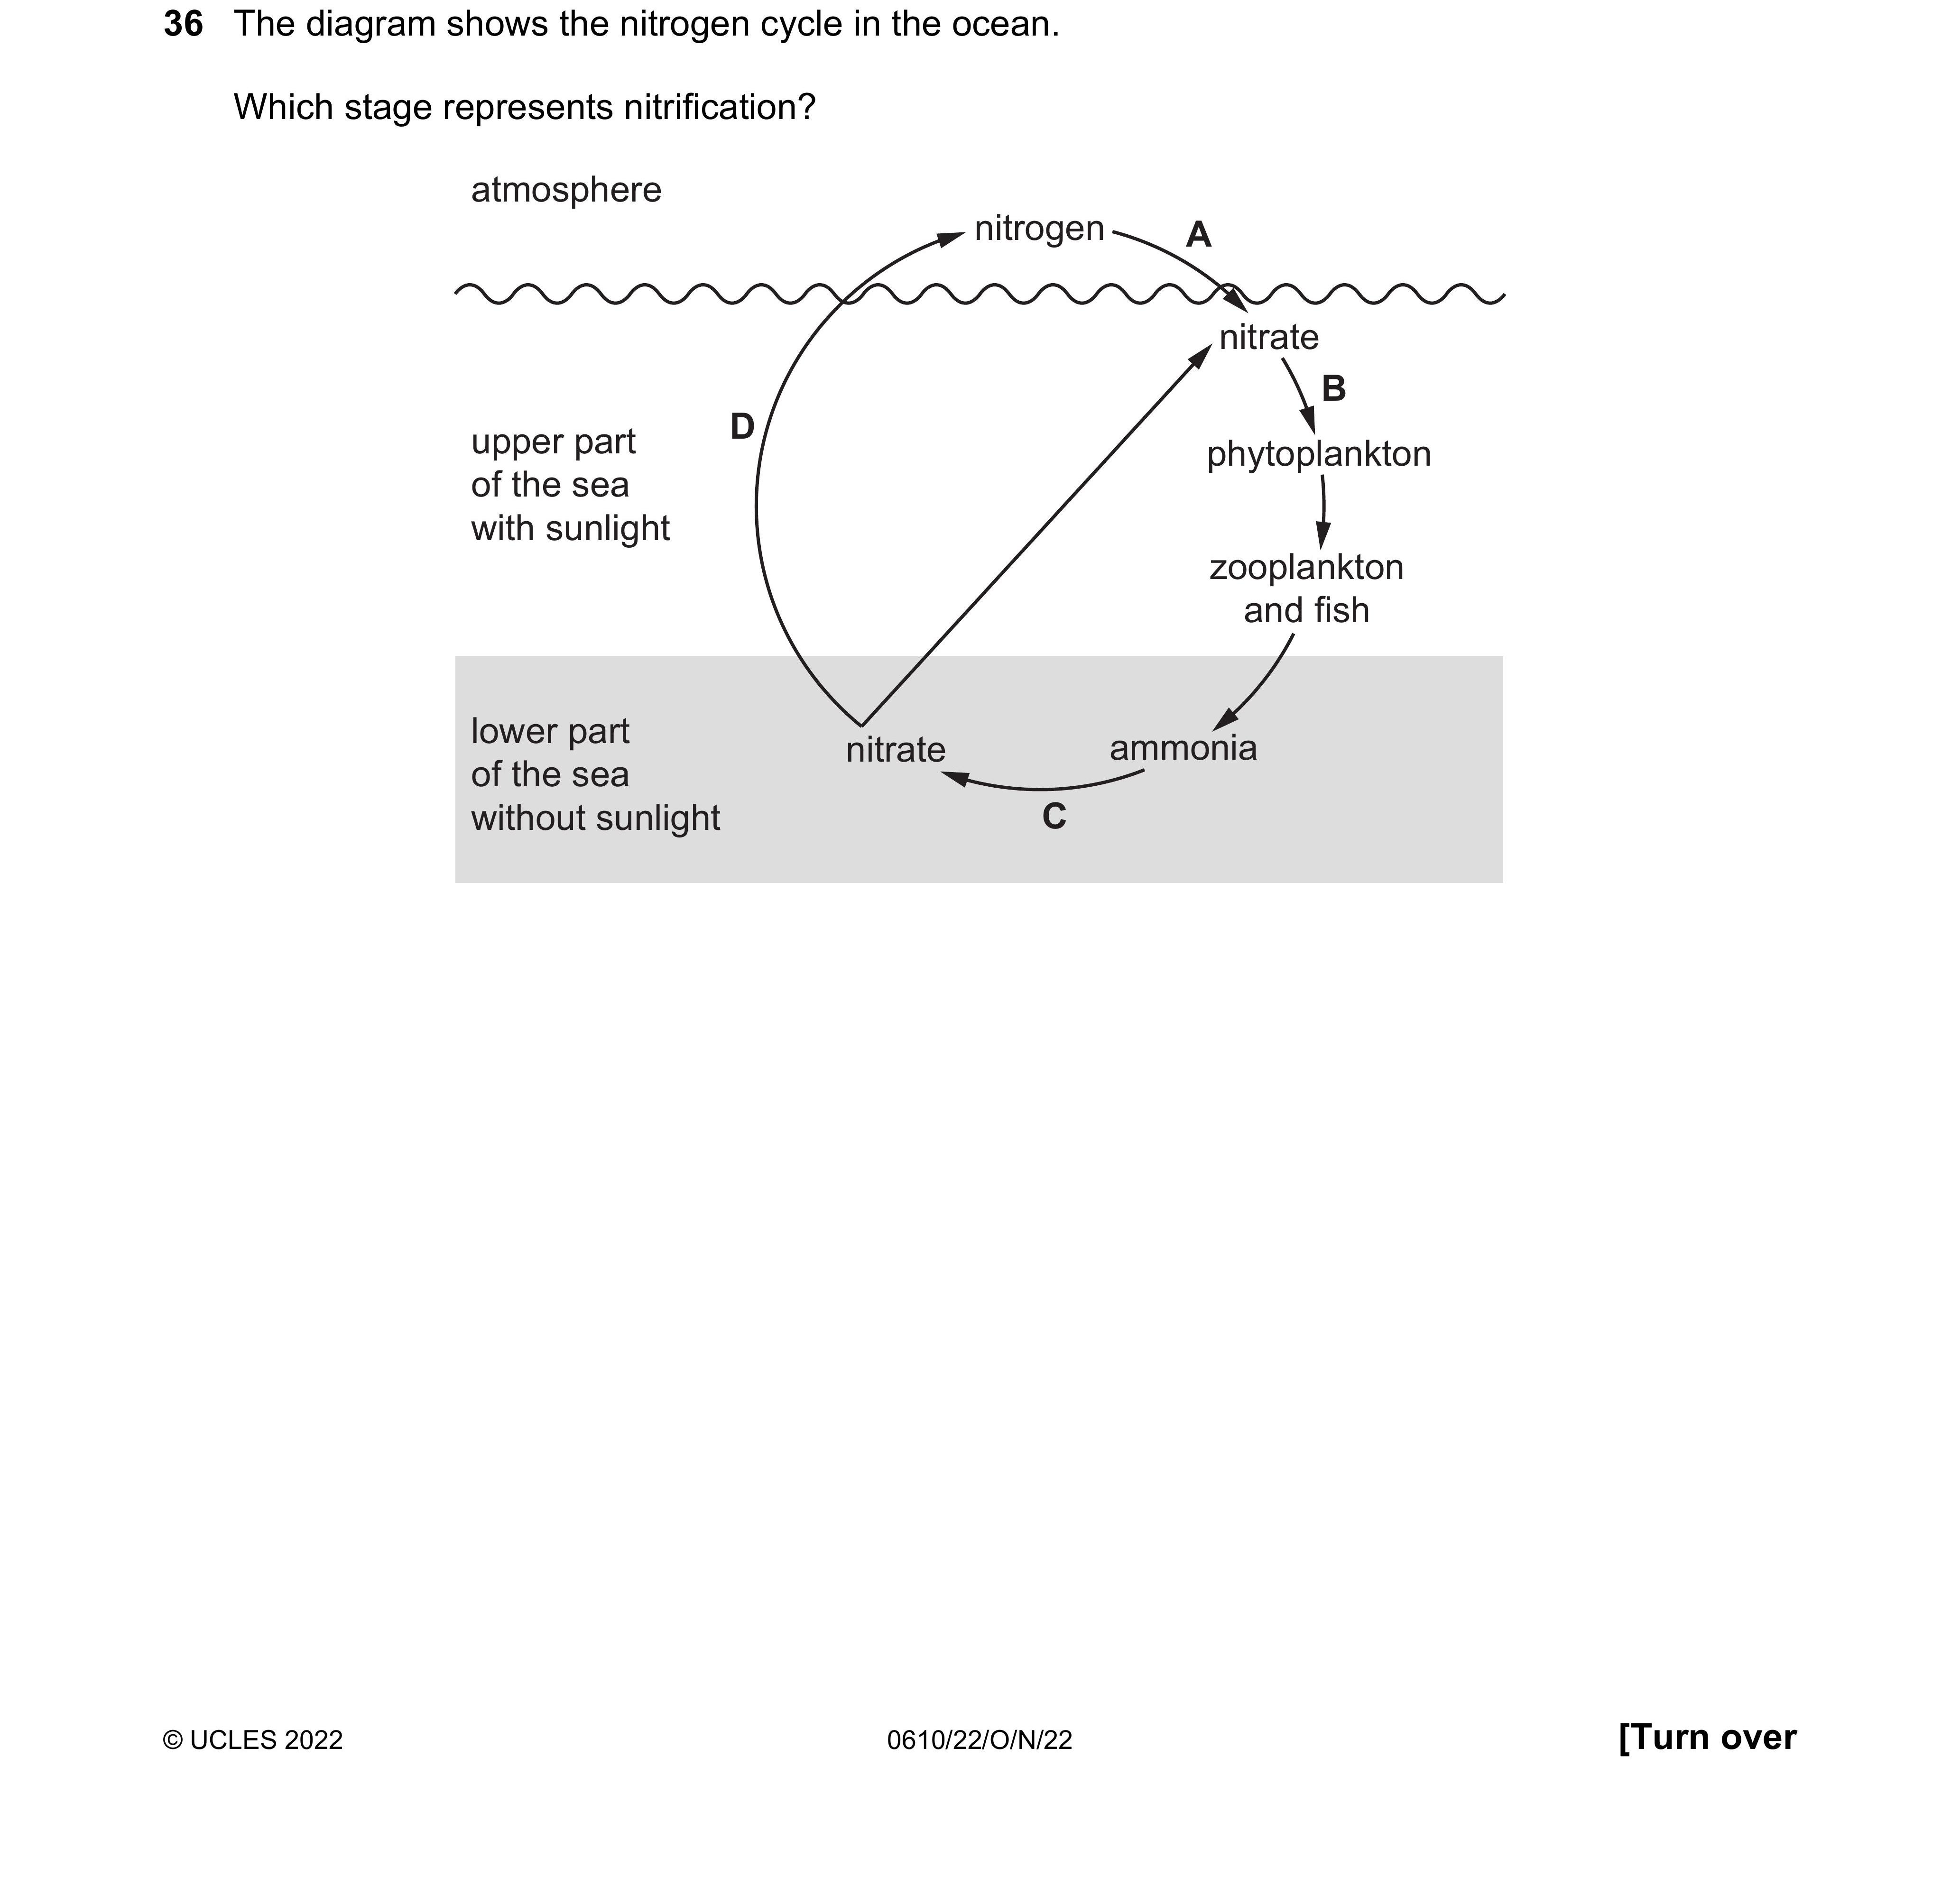 36 The diagram shows the nitrogen cycle in the ocean.
Which stage represents nitrification?
atmosphere
nitrogen
A
nitrate
B
D
upper part
of the sea
with sunlight
phytoplankton
zooplankton
and fish
lower part
of the sea
without sunlight
nitrate
ammonia
C
© UCLES 2022
0610/22/O/N/22
[Turn over